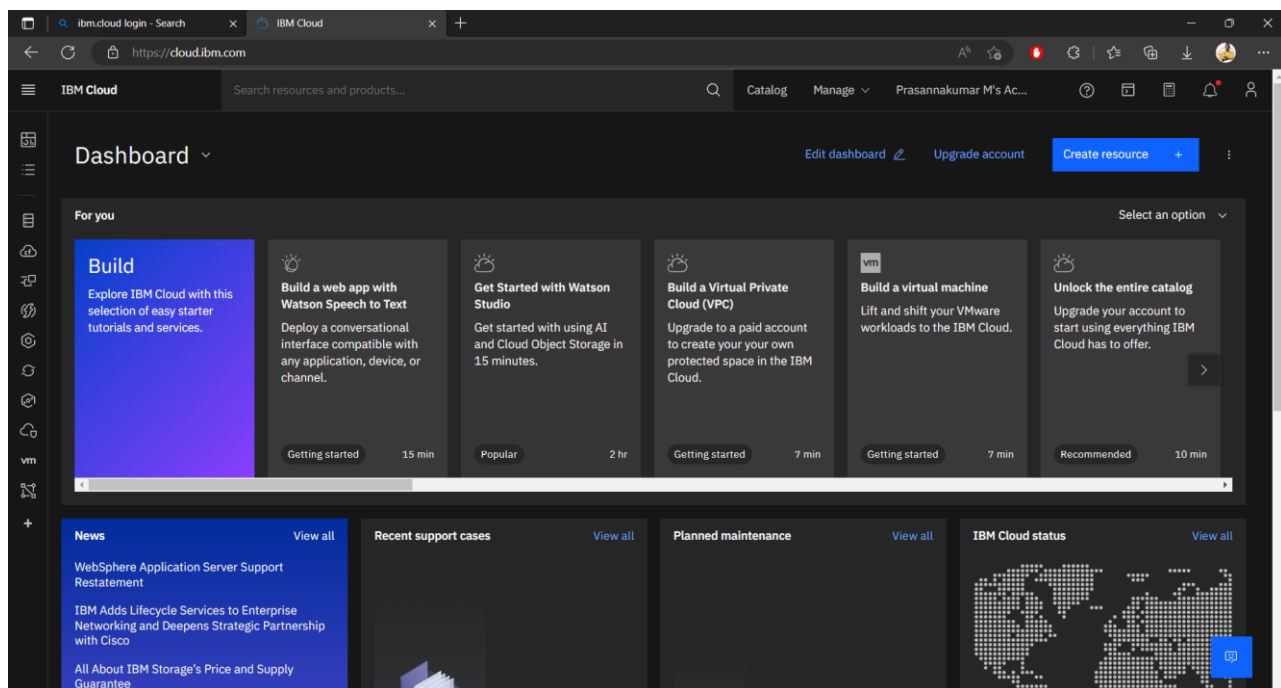 ibm.cloud login - Search
IBM Cloud
https://cloud.ibm.com
IBM Cloud
Search resources and products...
Catalog
Manage
Prasannakumar M's Ac...
Dashboard
Edit dashboard
Upgrade account
Create resource +
For you
Select an option
Build
Explore IBM Cloud with this
selection of easy starter
tutorials and services.
Build a web app with
Watson Speech to Text
Deploy a conversational
interface compatible with
any application, device, or
channel.
Getting started
15 min
Get Started with Watson
Studio
Get started with using AI
and Cloud Object Storage in
15 minutes.
Popular
2 hr
Build a Virtual Private
Cloud (VPC)
Upgrade to a paid account
to create your your own
protected space in the IBM
Cloud.
Getting started
7 min
vm
Build a virtual machine
Lift and shift your VMware
workloads to the IBM Cloud.
Getting started
7 min
Unlock the entire catalog
Upgrade your account to
start using everything IBM
Cloud has to offer.
Recommended
10 min
vm
News
View all
WebSphere Application Server Support
Restatement
IBM Adds Lifecycle Services to Enterprise
Networking and Deepens Strategic Partnership
with Cisco
All About IBM Storage's Price and Supply
Guarantee
Recent support cases
View all
Planned maintenance
View all
IBM Cloud status
View all